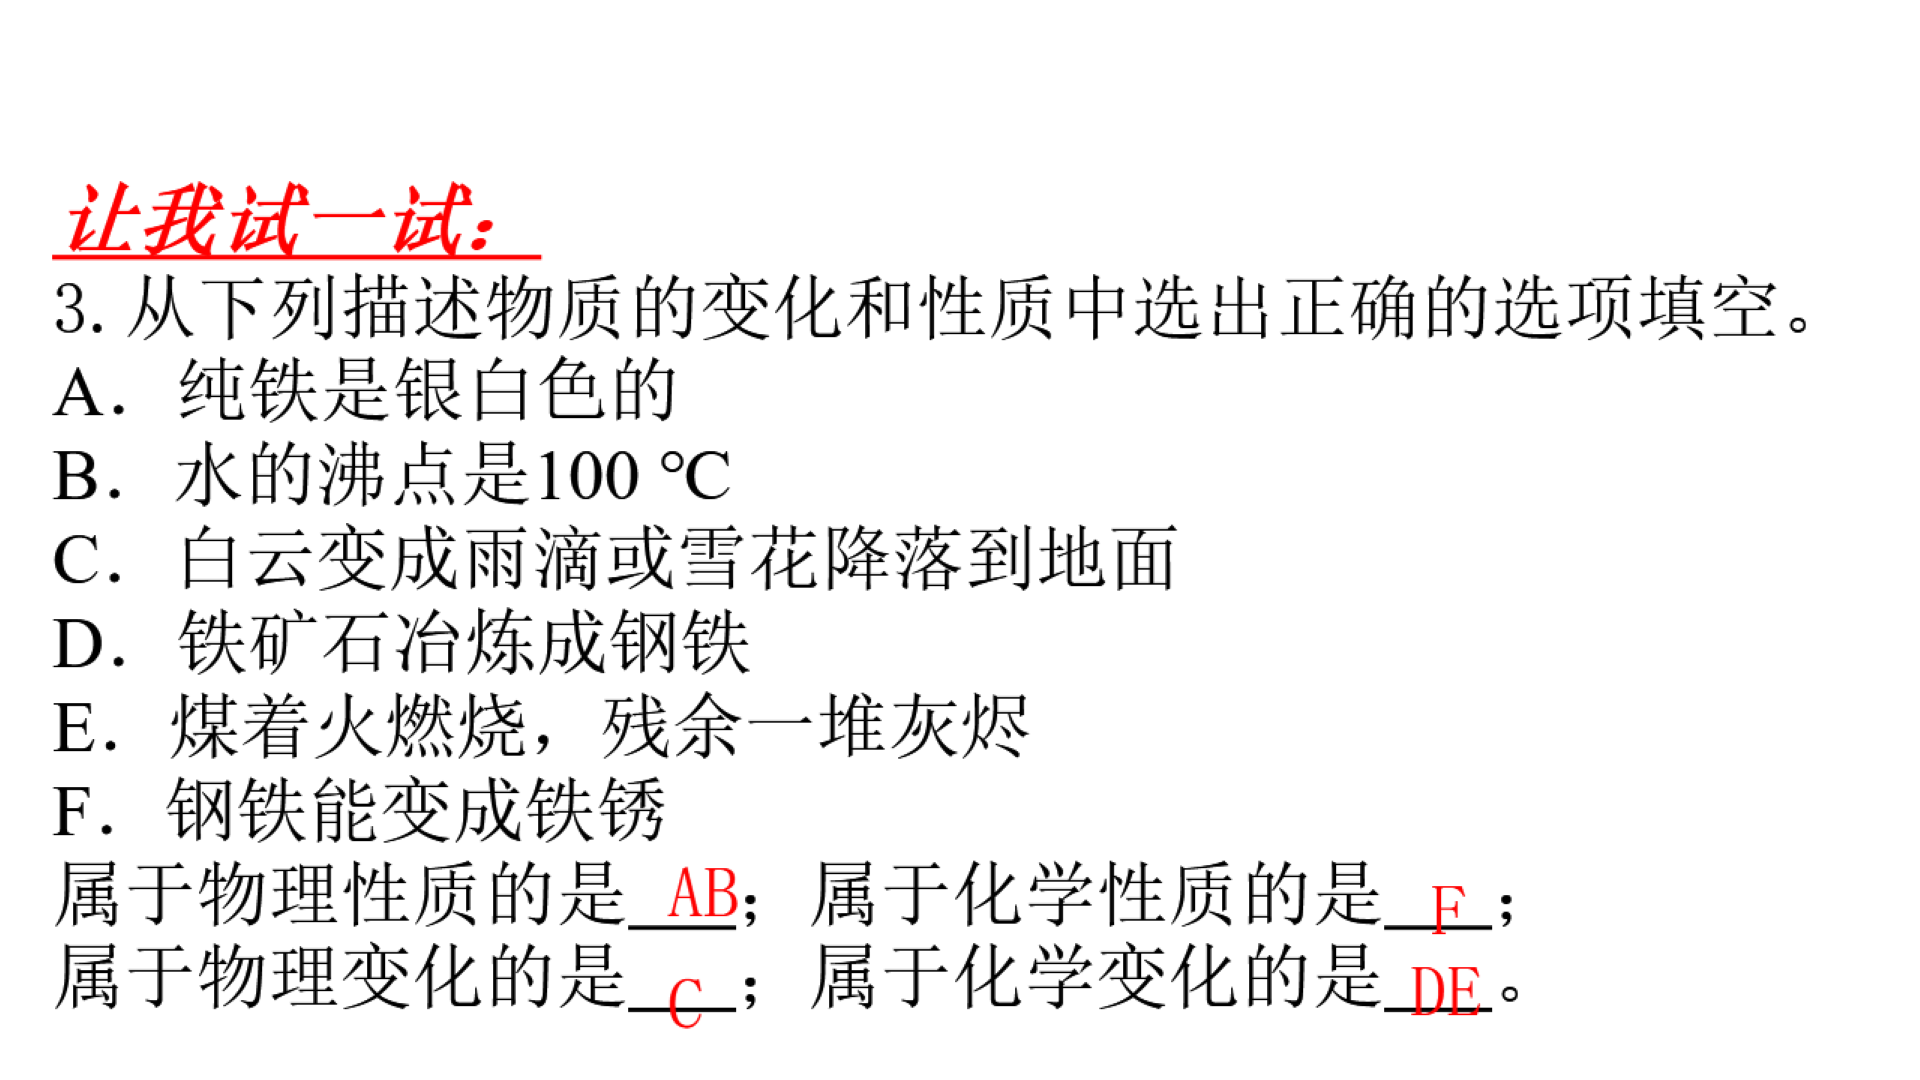 让我试一试：
3. 从下列描述物质的变化和性质中选出正确的选项填空。
A．纯铁是银白色的
B．水的沸点是100 ℃
C．白云变成雨滴或雪花降落到地面
D．铁矿石冶炼成钢铁
E．煤着火燃烧，残余一堆灰烬
F．钢铁能变成铁锈
属于物理性质的是 AB；属于化学性质的是 F；
属于物理变化的是 C；属于化学变化的是 DE。